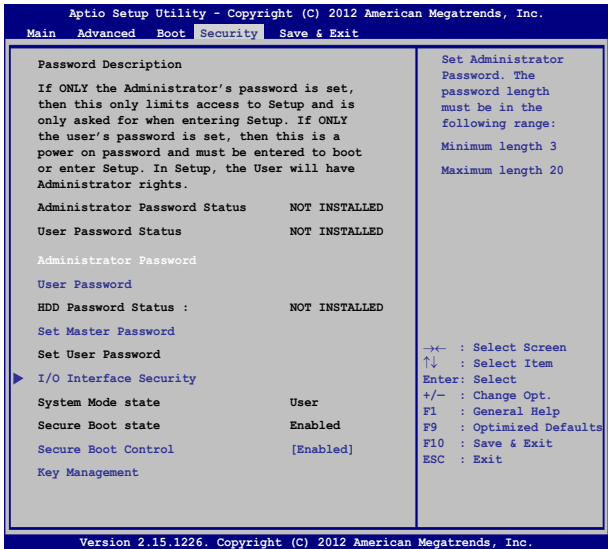 Aptio Setup Utility - Copyright (C) 2012 American Megatrends, Inc.
Main Advanced Boot Security Save & Exit
Password Description
If ONLY the Administrator's password is set,
then this only limits access to Setup and is
only asked for when entering Setup. If ONLY
the user's password is set, then this is a
power on password and must be entered to boot
or enter Setup. In Setup, the User will have
Administrator rights.
Administrator Password Status NOT INSTALLED
User Password Status NOT INSTALLED
Administrator Password
User Password
HDD Password Status : NOT INSTALLED
Set Master Password
Set User Password
I/O Interface Security
System Mode state User
Secure Boot state Enabled
Secure Boot Control [Enabled]
Key Management
Set Administrator
Password. The
password length
must be in the
following range:
Minimum length 3
Maximum length 20
→← : Select Screen
↑↓ : Select Item
Enter: Select
+/− : Change Opt.
F1 : General Help
F9 : Optimized Defaults
F10 : Save & Exit
ESC : Exit
Version 2.15.1226. Copyright (C) 2012 American Megatrends, Inc.